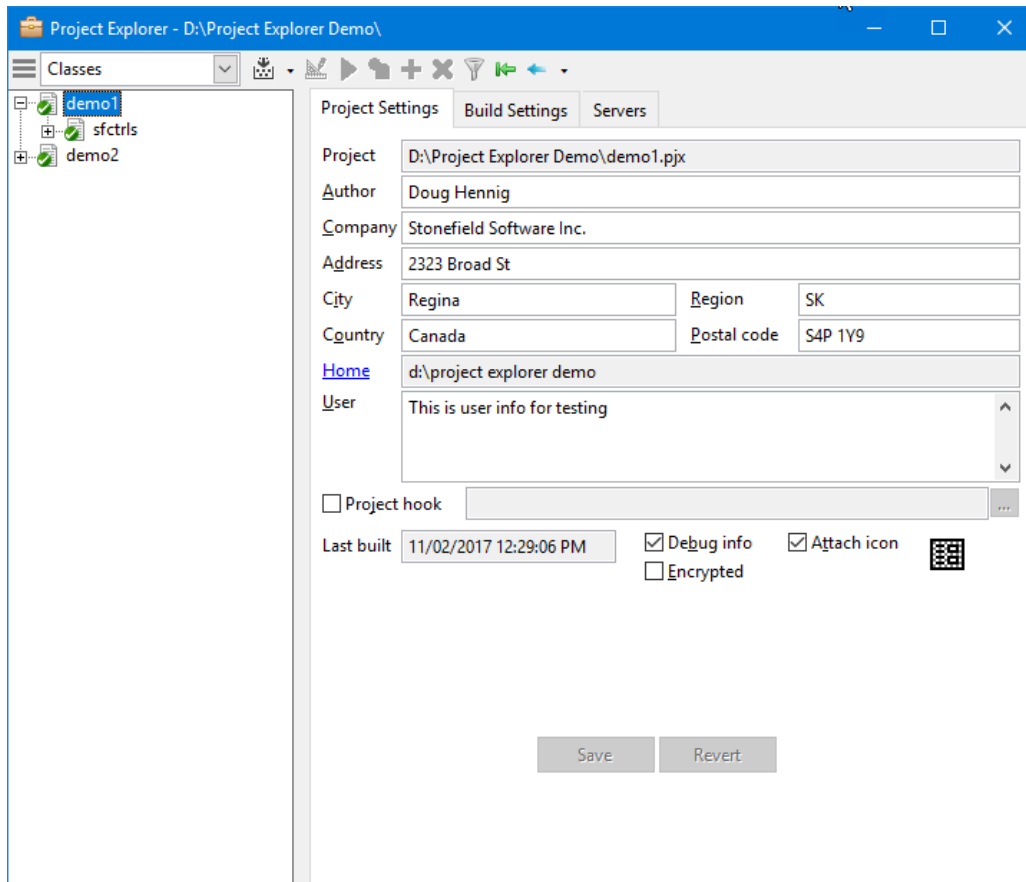 Project Explorer - D:\Project Explorer Demo\
Classes
demo1
sfctrls
demo2
Project Settings Build Settings Servers
Project D:\Project Explorer Demo\demo1.pjx
Author Doug Hennig
Company Stonefield Software Inc.
Address 2323 Broad St
City Regina Region SK
Country Canada Postal code S4P 1Y9
Home d:\project explorer demo
User This is user info for testing
Project hook ...
Last built 11/02/2017 12:29:06 PM Debug info Attach icon
Encrypted
Save Revert